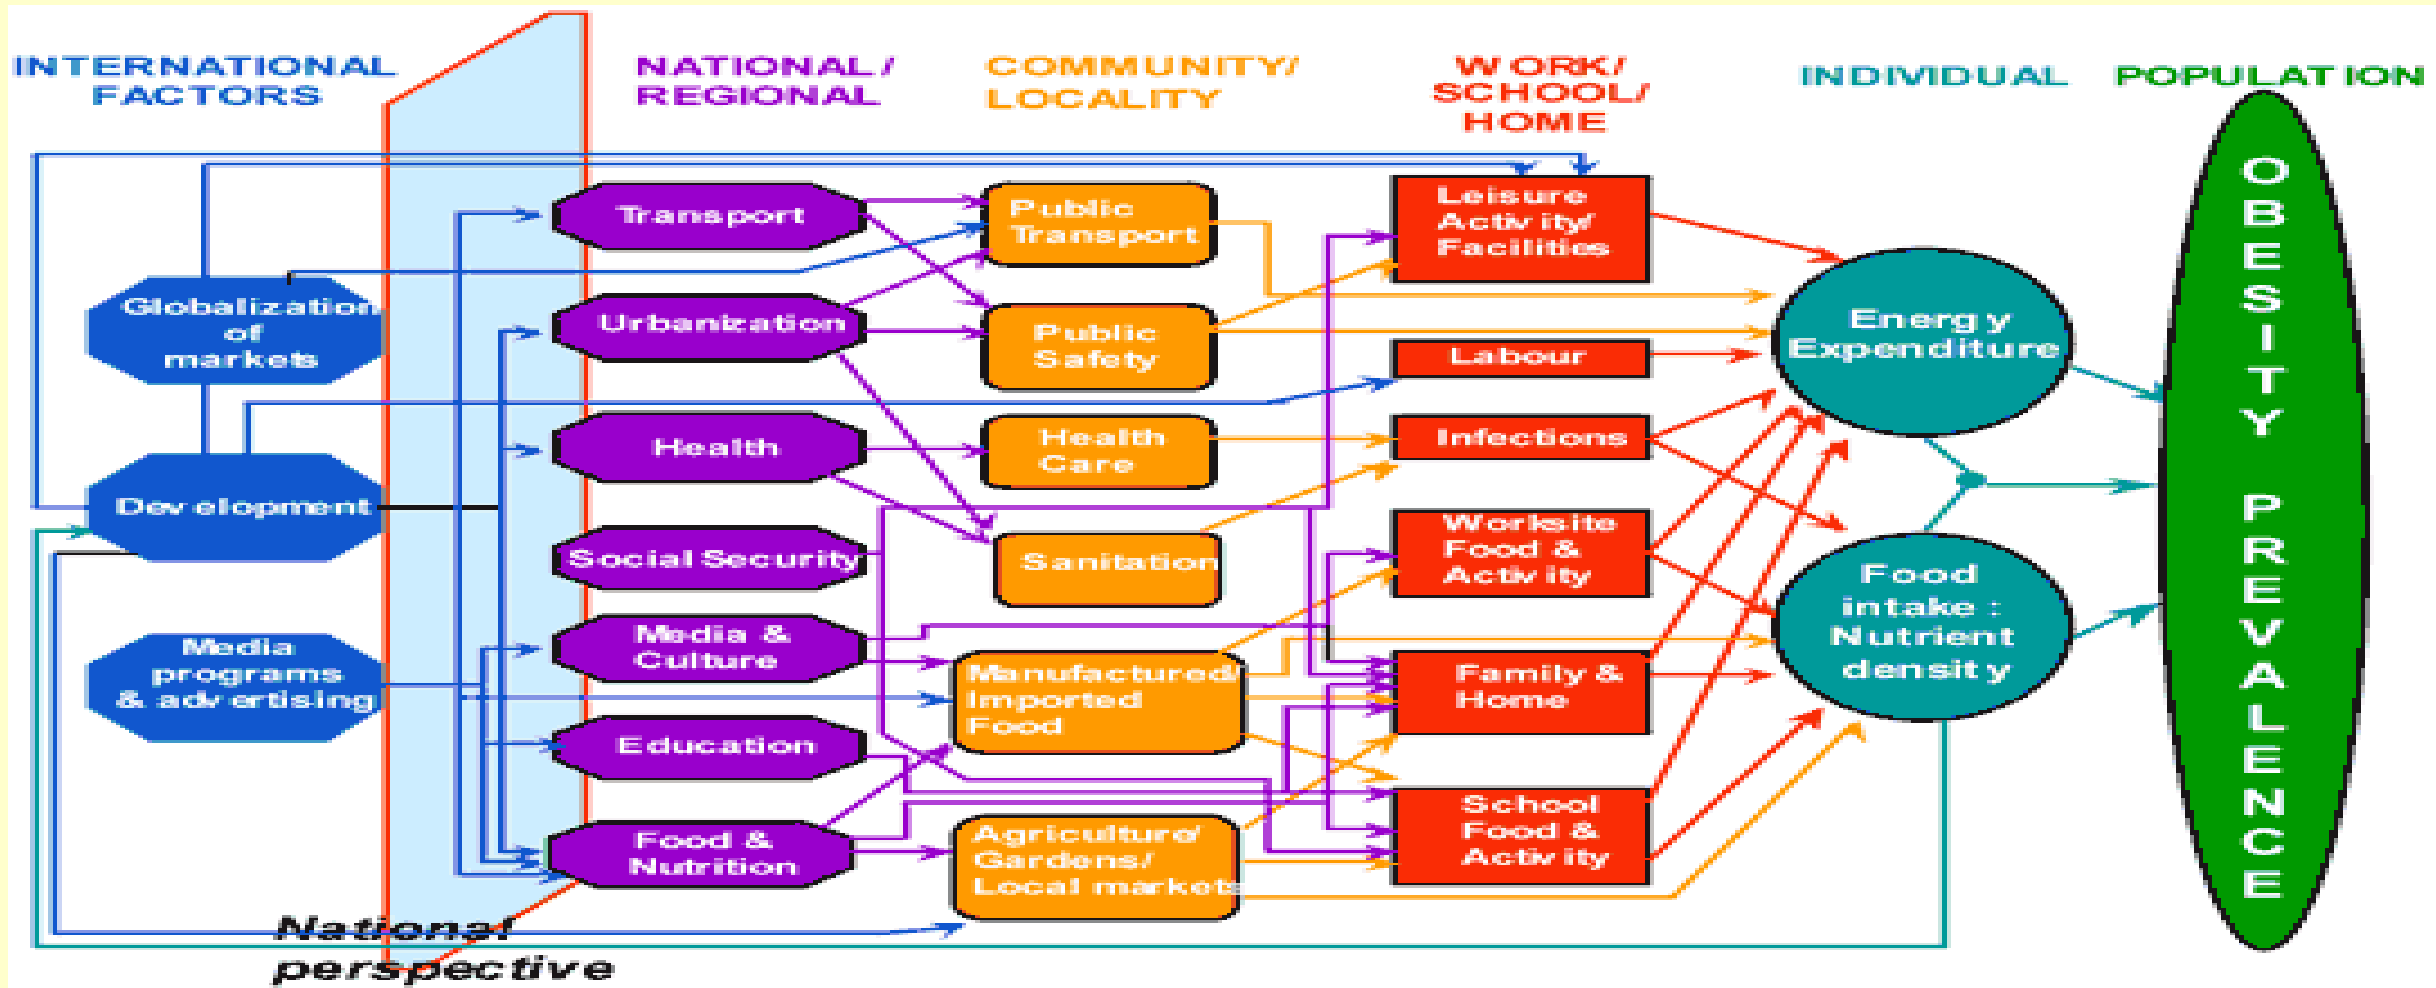 INTERNATIONAL
FACTORS
NATIONAL/
REGIONAL
COMMUNITY/
LOCALITY
WORK/
SCHOOL/
HOME
INDIVIDUAL
POPULATION
Globalization
of
markets
Development
Media
programs
& advertising
Transport
Urbanization
Health
Social Security
Media &
Culture
Education
Food &
Nutrition
Public
Transport
Public
Safety
Health
Care
Sanitation
Manufactured/
Imported
Food
Agriculture/
Gardens/
Local markets
Leisure
Activity/
Facilities
Labour
Infections
Worksite
Food &
Activity
Family &
Home
School
Food &
Activity
Energy
Expenditure
Food
intake :
Nutrient
density
OBESITY PREVALENCE
National
perspective